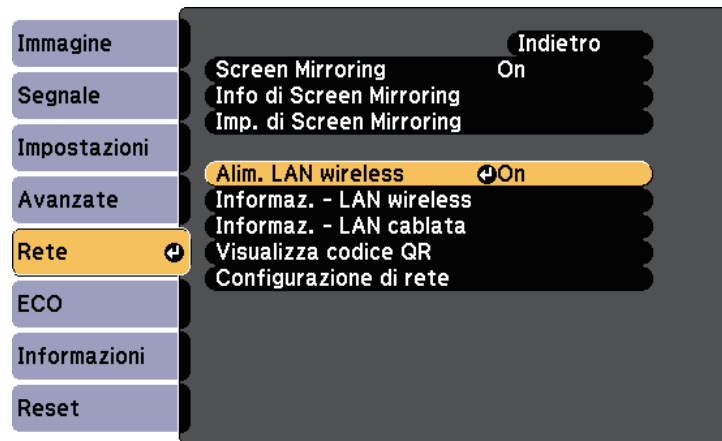 Immagine
Segnale
Impostazioni
Avanzate
Rete
ECO
Informazioni
Reset
Indietro
Screen Mirroring On
Info di Screen Mirroring
Imp. di Screen Mirroring
Alim. LAN wireless On
Informaz. - LAN wireless
Informaz. - LAN cablata
Visualizza codice QR
Configurazione di rete